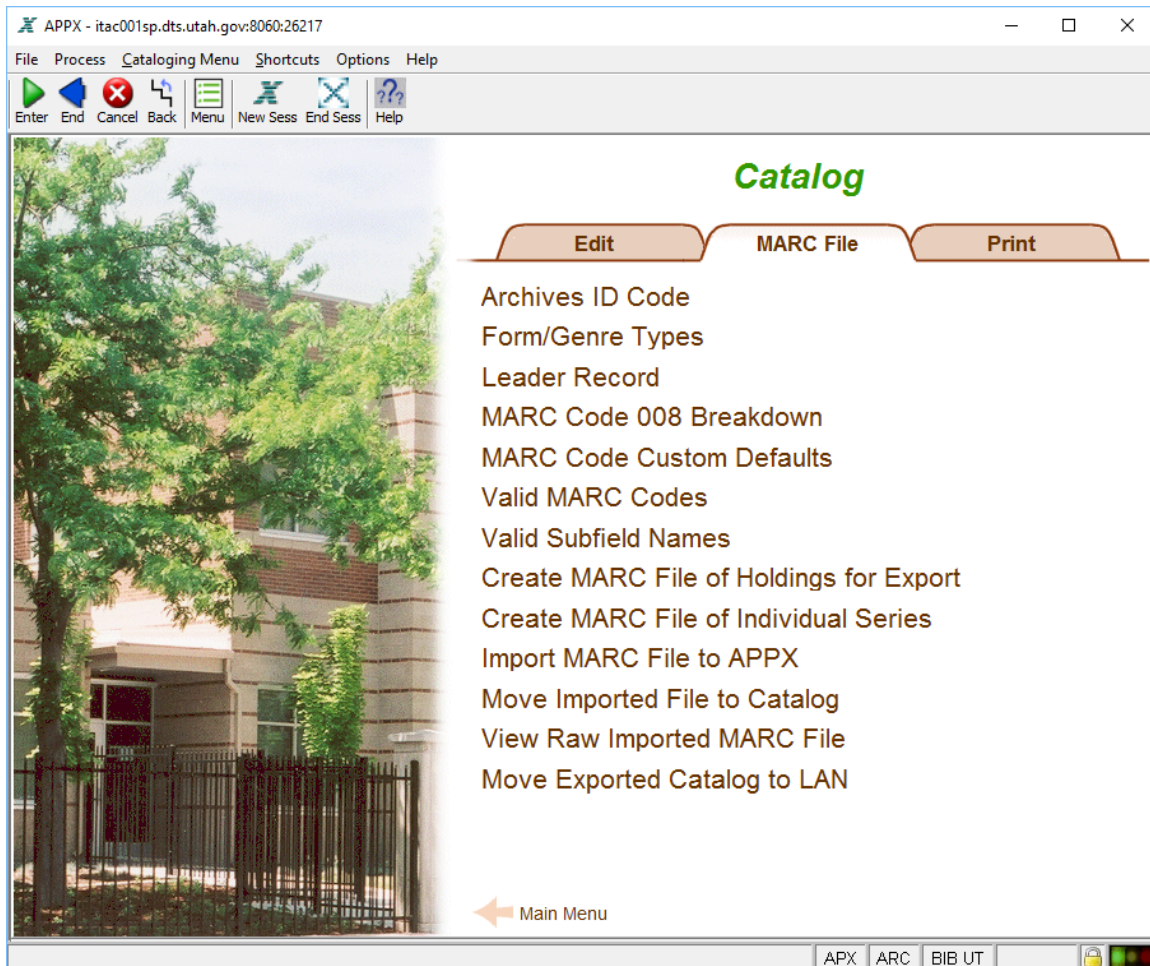 APPX - itac001sp.dts.utah.gov:8060:26217
File Process Cataloging Menu Shortcuts Options Help
Enter End Cancel Back Menu New Sess End Sess Help
Catalog
Edit MARC File Print
Archives ID Code
Form/Genre Types
Leader Record
MARC Code 008 Breakdown
MARC Code Custom Defaults
Valid MARC Codes
Valid Subfield Names
Create MARC File of Holdings for Export
Create MARC File of Individual Series
Import MARC File to APPX
Move Imported File to Catalog
View Raw Imported MARC File
Move Exported Catalog to LAN
Main Menu
APX ARC BIB UT